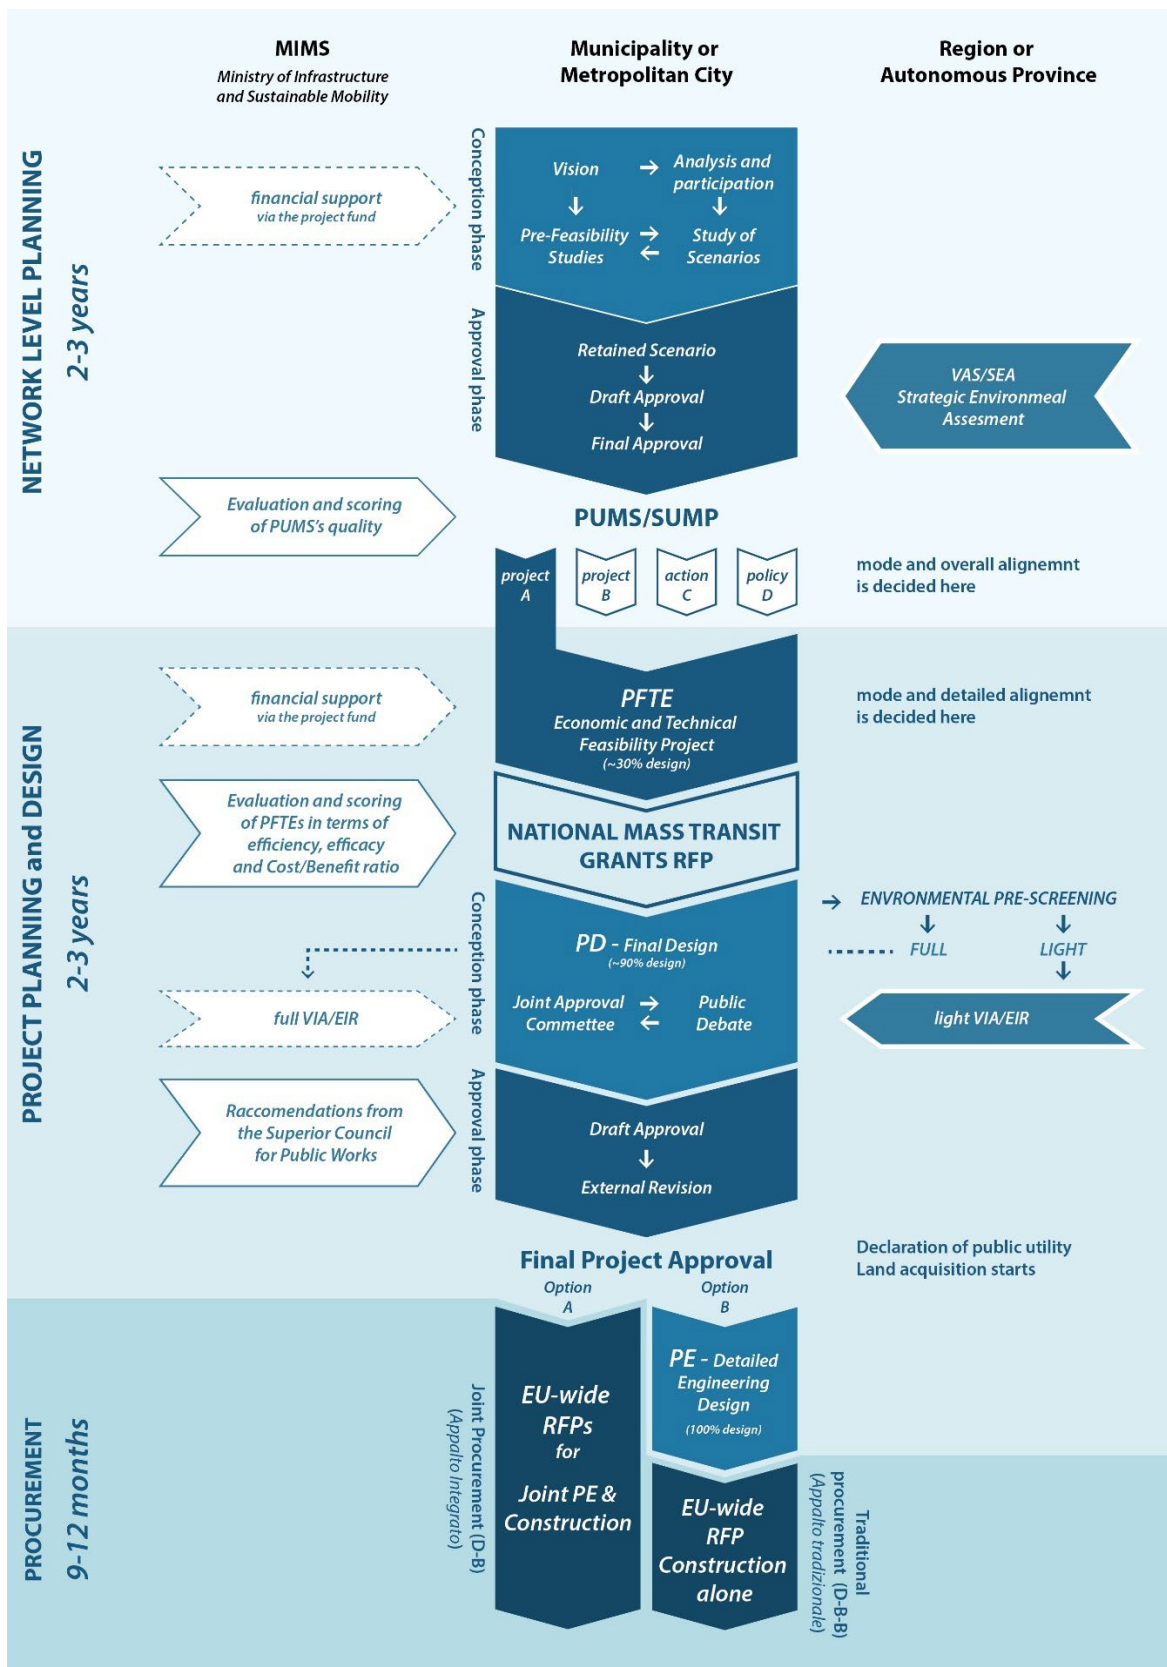 MIMS
Ministry of Infrastructure
and Sustainable Mobility
Municipality or
Metropolitan City
Region or
Autonomous Province
NETWORK LEVEL PLANNING
2-3 years
Conception phase
financial support
via the project fund
Vision
Analysis and
participation
Pre-Feasibility
Studies
Study of
Scenarios
Approval phase
Retained Scenario
Draft Approval
Final Approval
VAS/SEA
Strategic Environmeal
Assesment
Evaluation and scoring
of PUMS's quality
PUMS/SUMP
project
A
project
B
action
C
policy
D
mode and overall alignemnt
is decided here
PROJECT PLANNING and DESIGN
2-3 years
financial support
via the project fund
PFTE
Economic and Technical
Feasibility Project
(~30% design)
mode and detailed alignemnt
is decided here
Evaluation and scoring
of PFTEs in terms of
efficiency, efficacy
and Cost/Benefit ratio
NATIONAL MASS TRANSIT
GRANTS RFP
Conception phase
PD - Final Design
(~90% design)
Joint Approval
Committee
Public
Debate
ENVRONMENTAL PRE-SCREENING
FULL
LIGHT
full VIA/EIR
light VIA/EIR
Approval phase
Raccomendations from
the Superior Council
for Public Works
Draft Approval
External Revision
Final Project Approval
Declaration of public utility
Land acquisition starts
Option
A
Option
B
PROCUREMENT
9-12 months
Joint Procurement (D-B)
(Appalto Integrato)
EU-wide
RFPs
for
Joint PE &
Construction
PE - Detailed
Engineering
Design
(100% design)
EU-wide
RFP
Construction
alone
Traditional
procurement (D-B-B)
(Appalto tradizionale)